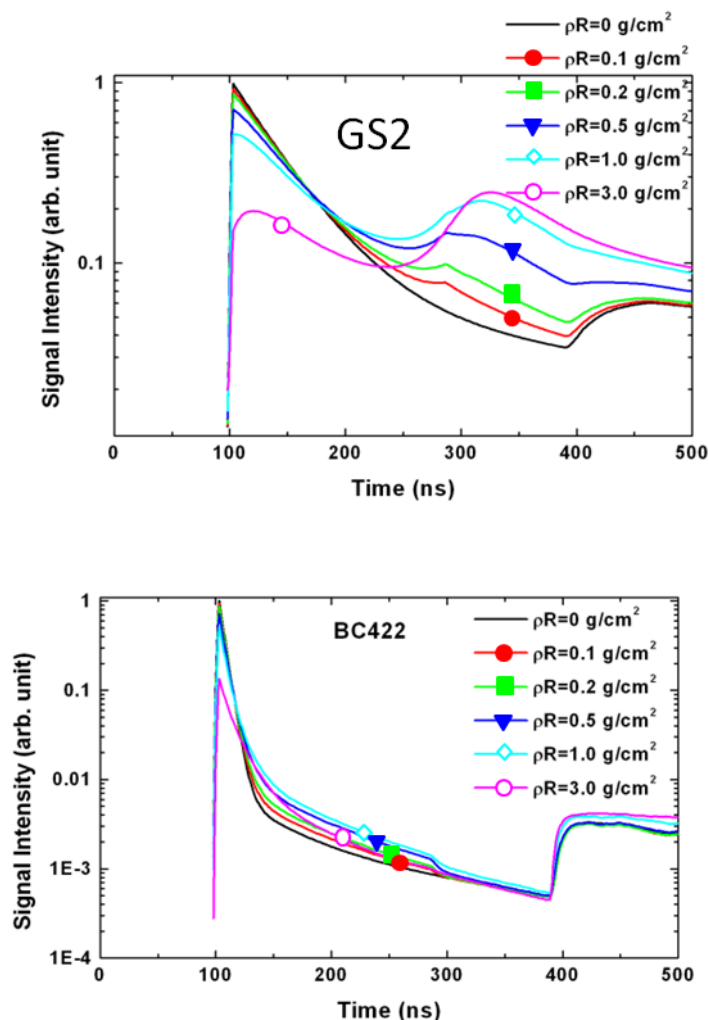 ρR=0 g/cm²
ρR=0.1 g/cm²
ρR=0.2 g/cm²
ρR=0.5 g/cm²
ρR=1.0 g/cm²
ρR=3.0 g/cm²
GS2
Signal Intensity (arb. unit)
1
0.1
0 100 200 300 400 500
Time (ns)
BC422
ρR=0 g/cm²
ρR=0.1 g/cm²
ρR=0.2 g/cm²
ρR=0.5 g/cm²
ρR=1.0 g/cm²
ρR=3.0 g/cm²
Signal Intensity (arb. unit)
1
0.1
0.01
1E-3
1E-4
0 100 200 300 400 500
Time (ns)